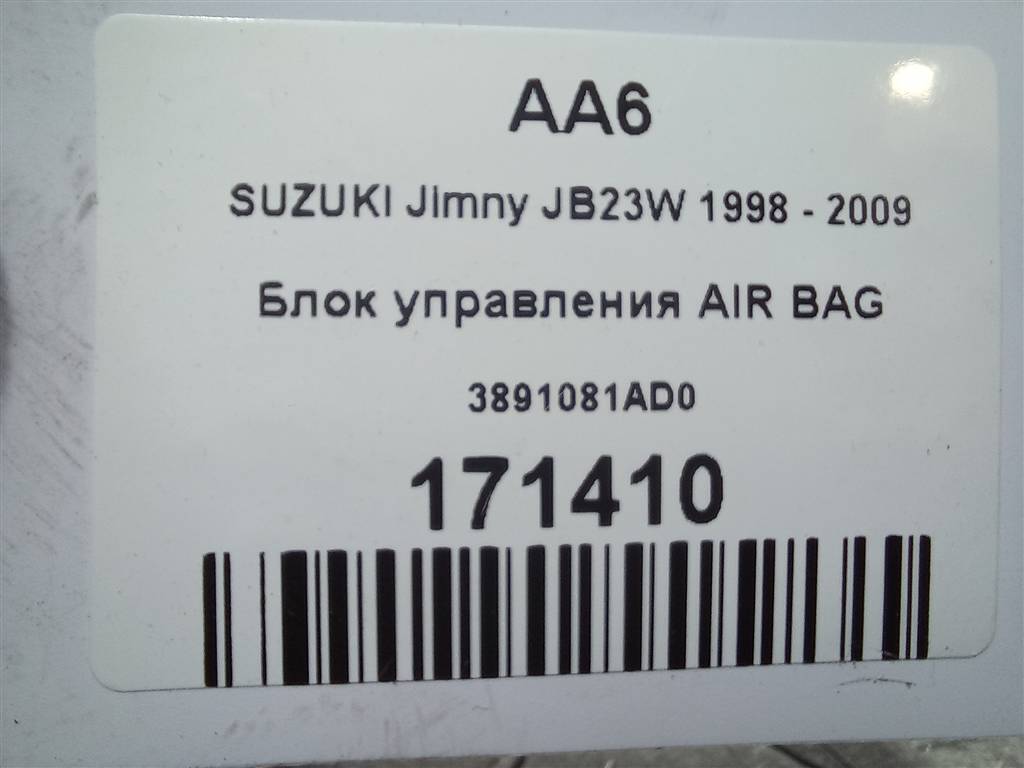 AA6
SUZUKI Jimny JB23W 1998 - 2009
Блок управления AIR BAG
3891081AD0
171410